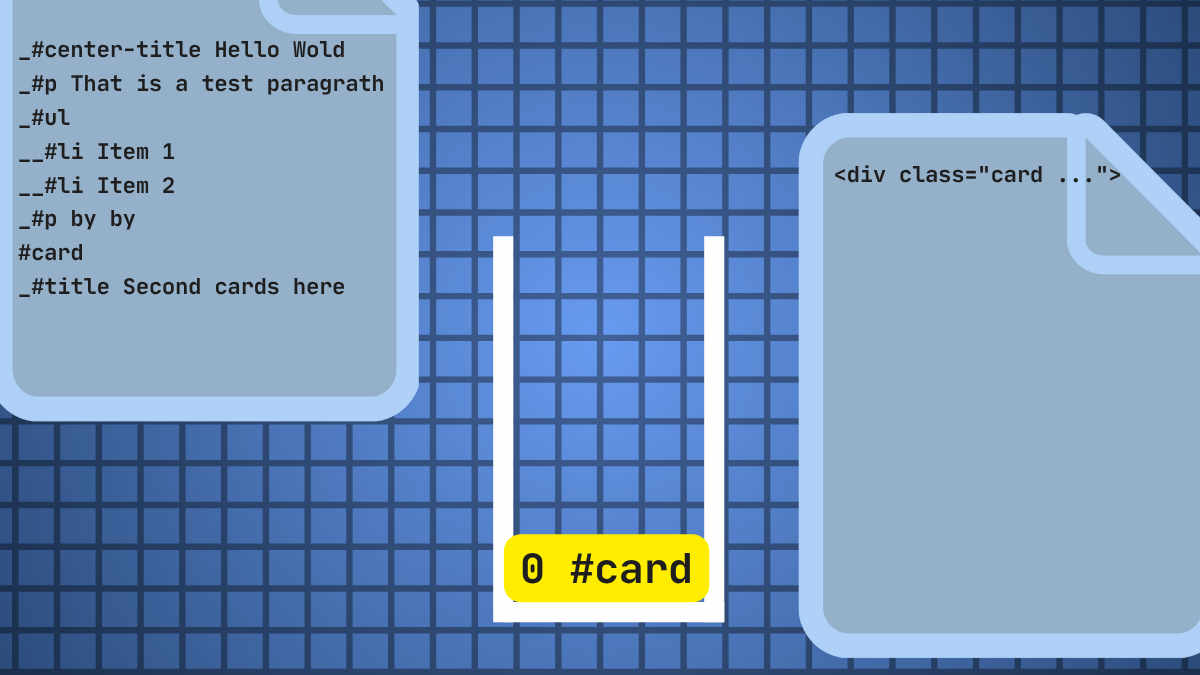 _#center-title Hello Wold
_#p That is a test paragrath
_#ul
__#li Item 1
__#li Item 2
_#p by by
#card
_#title Second cards here
<div class="card ...">
0 #card